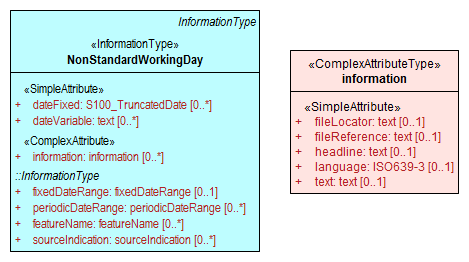 InformationType
«InformationType»
NonStandardWorkingDay
«SimpleAttribute»
+ dateFixed: S100_TruncatedDate [0..*]
+ dateVariable: text [0..*]
«ComplexAttribute»
+ information: information [0..*]
::InformationType
+ fixedDateRange: fixedDateRange [0..1]
+ periodicDateRange: periodicDateRange [0..*]
+ featureName: featureName [0..*]
+ sourceIndication: sourceIndication [0..*]
«ComplexAttributeType»
information
«SimpleAttribute»
+ fileLocator: text [0..1]
+ fileReference: text [0..1]
+ headline: text [0..1]
+ language: ISO639-3 [0..1]
+ text: text [0..1]